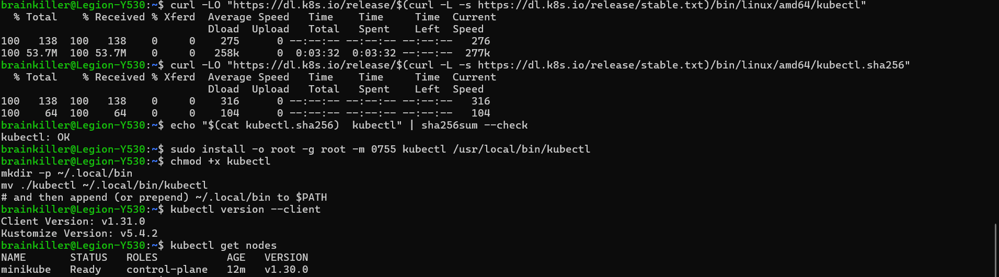 brainkiller@Legion-Y530:~$ curl -LO "https://dl.k8s.io/release/$(curl -L -s https://dl.k8s.io/release/stable.txt)/bin/linux/amd64/kubectl"
  % Total    % Received % Xferd  Average Speed   Time    Time     Time  Current
                                 Dload  Upload   Total   Spent    Left  Speed
100   138  100   138    0     0    275      0 --:--:-- --:--:-- --:--:--   276
100 53.7M  100 53.7M    0     0   258k      0  0:03:32  0:03:32 --:--:--  277k
brainkiller@Legion-Y530:~$ curl -LO "https://dl.k8s.io/release/$(curl -L -s https://dl.k8s.io/release/stable.txt)/bin/linux/amd64/kubectl.sha256"
  % Total    % Received % Xferd  Average Speed   Time    Time     Time  Current
                                 Dload  Upload   Total   Spent    Left  Speed
100   138  100   138    0     0    316      0 --:--:-- --:--:-- --:--:--   316
100    64  100    64    0     0    104      0 --:--:-- --:--:-- --:--:--   104
brainkiller@Legion-Y530:~$ echo "$(cat kubectl.sha256)  kubectl" | sha256sum --check
kubectl: OK
brainkiller@Legion-Y530:~$ sudo install -o root -g root -m 0755 kubectl /usr/local/bin/kubectl
brainkiller@Legion-Y530:~$ chmod +x kubectl
mkdir -p ~/.local/bin
mv ./kubectl ~/.local/bin/kubectl
# and then append (or prepend) ~/.local/bin to $PATH
brainkiller@Legion-Y530:~$ kubectl version --client
Client Version: v1.31.0
Kustomize Version: v5.4.2
brainkiller@Legion-Y530:~$ kubectl get nodes
NAME       STATUS   ROLES           AGE   VERSION
minikube   Ready    control-plane   12m   v1.30.0